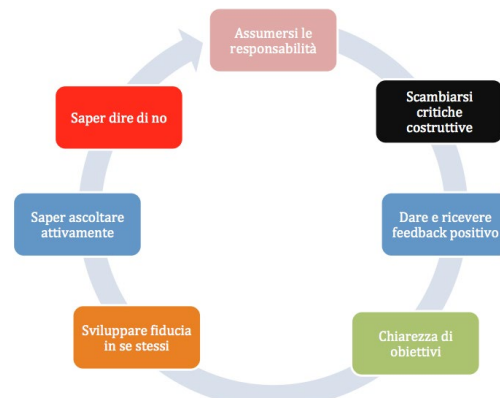 Assumersi le
responsabilità
Scambiarsi
critiche
costruttive
Dare e ricevere
feedback positivo
Chiarezza di
obiettivi
Sviluppare fiducia
in se stessi
Saper ascoltare
attivamente
Saper dire di no